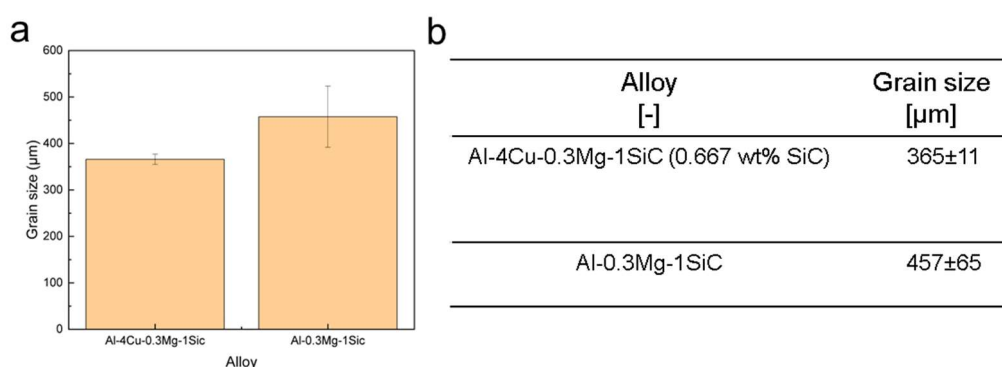 a
600
500
400
300
200
100
0
Grain size (µm)
Al-4Cu-0.3Mg-1Sic
Al-0.3Mg-1Sic
Alloy
b
Alloy
[-]
Grain size
[µm]
Al-4Cu-0.3Mg-1SiC (0.667 wt% SiC)
365±11
Al-0.3Mg-1SiC
457±65